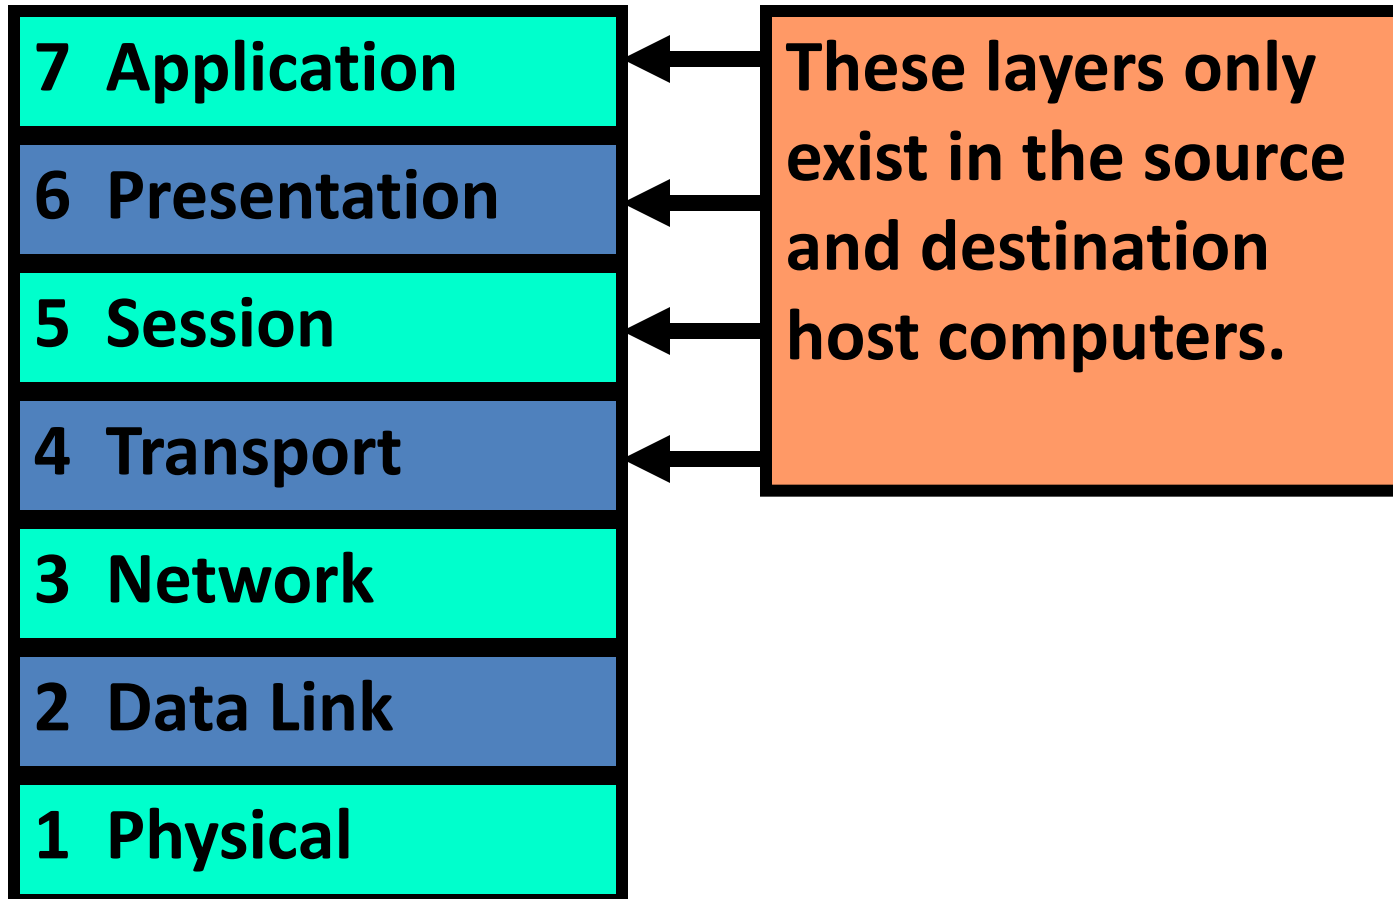 7 Application
6 Presentation
5 Session
4 Transport
3 Network
2 Data Link
1 Physical
These layers only
exist in the source
and destination
host computers.